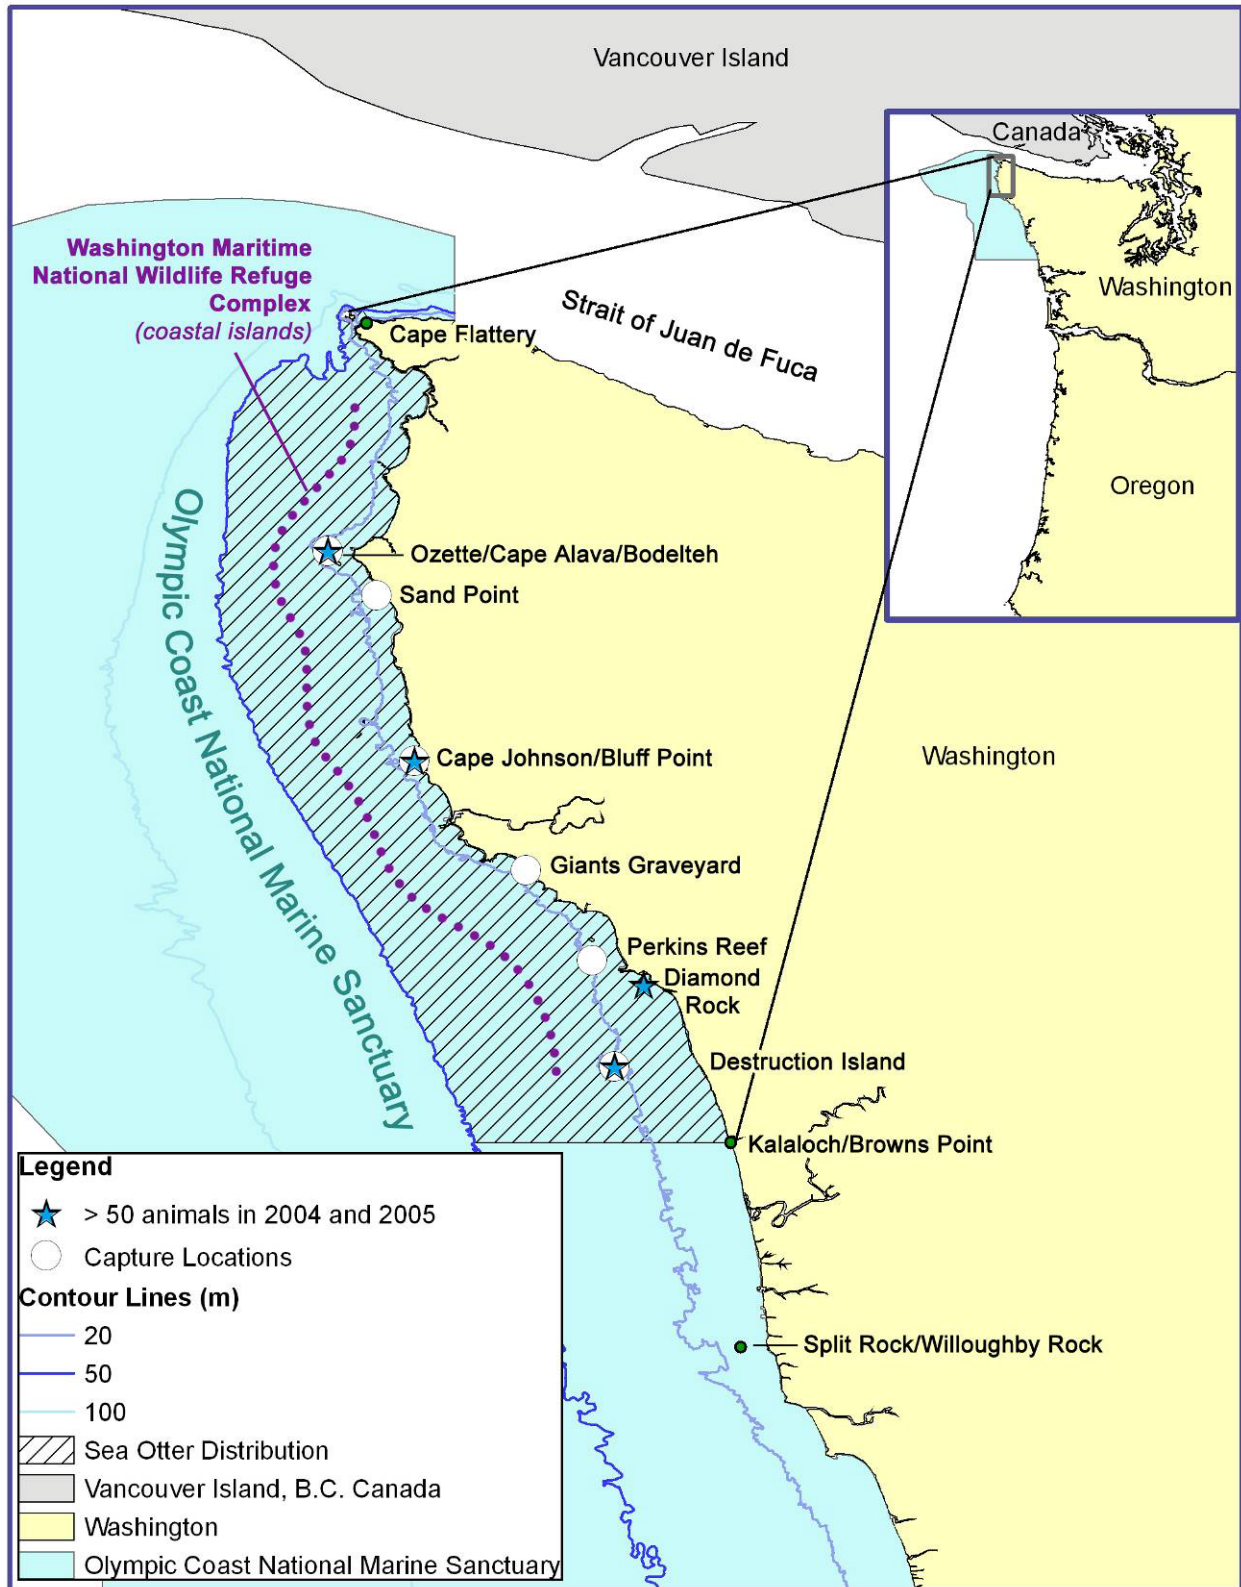 Vancouver Island
Canada
Washington
Oregon
Washington Maritime
National Wildlife Refuge
Complex
(coastal islands)
Strait of Juan de Fuca
Cape Flattery
Olympic Coast National Marine Sanctuary
Ozette/Cape Alava/Bodelteh
Sand Point
Cape Johnson/Bluff Point
Washington
Giants Graveyard
Perkins Reef
Diamond
Rock
Destruction Island
Kalaloch/Browns Point
Split Rock/Willoughby Rock
Legend
> 50 animals in 2004 and 2005
Capture Locations
Contour Lines (m)
20
50
100
Sea Otter Distribution
Vancouver Island, B.C. Canada
Washington
Olympic Coast National Marine Sanctuary